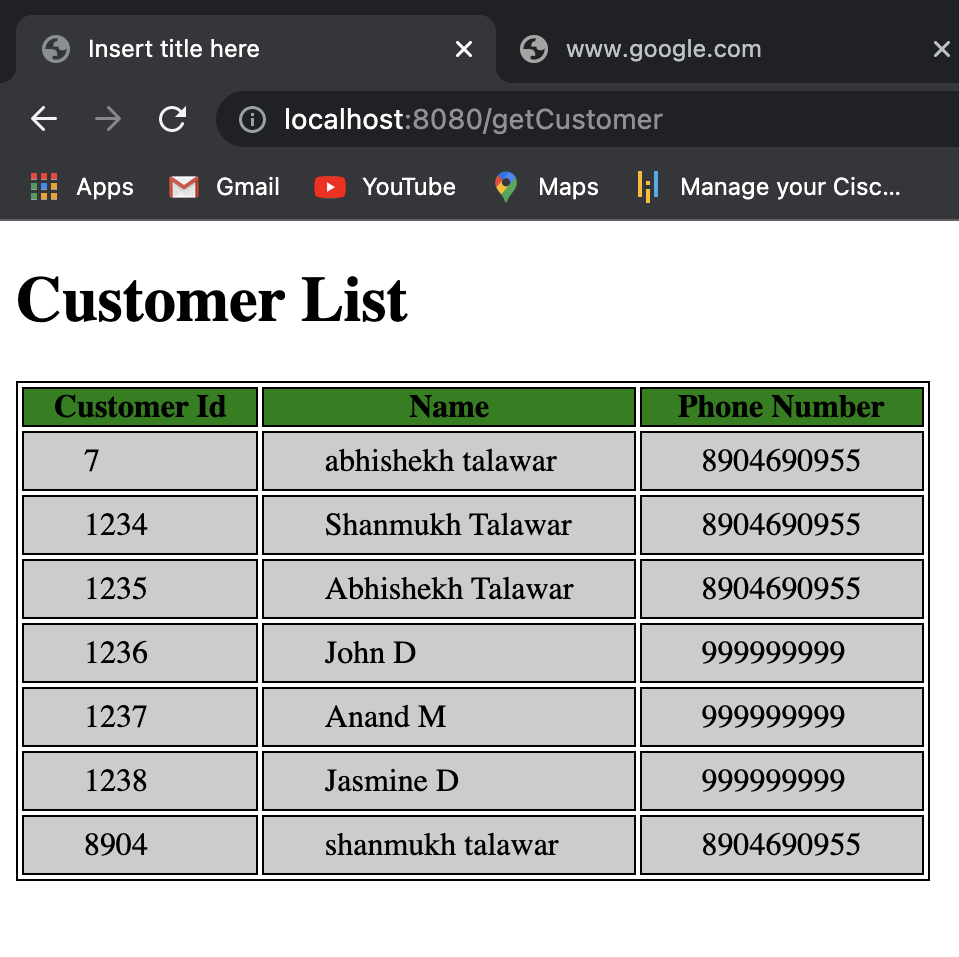 Insert title here
www.google.com
localhost:8080/getCustomer
Apps Gmail YouTube Maps Manage your Cisc...
Customer List
Customer Id Name Phone Number
7 abhishekh talawar 8904690955
1234 Shanmukh Talawar 8904690955
1235 Abhishekh Talawar 8904690955
1236 John D 999999999
1237 Anand M 999999999
1238 Jasmine D 999999999
8904 shanmukh talawar 8904690955